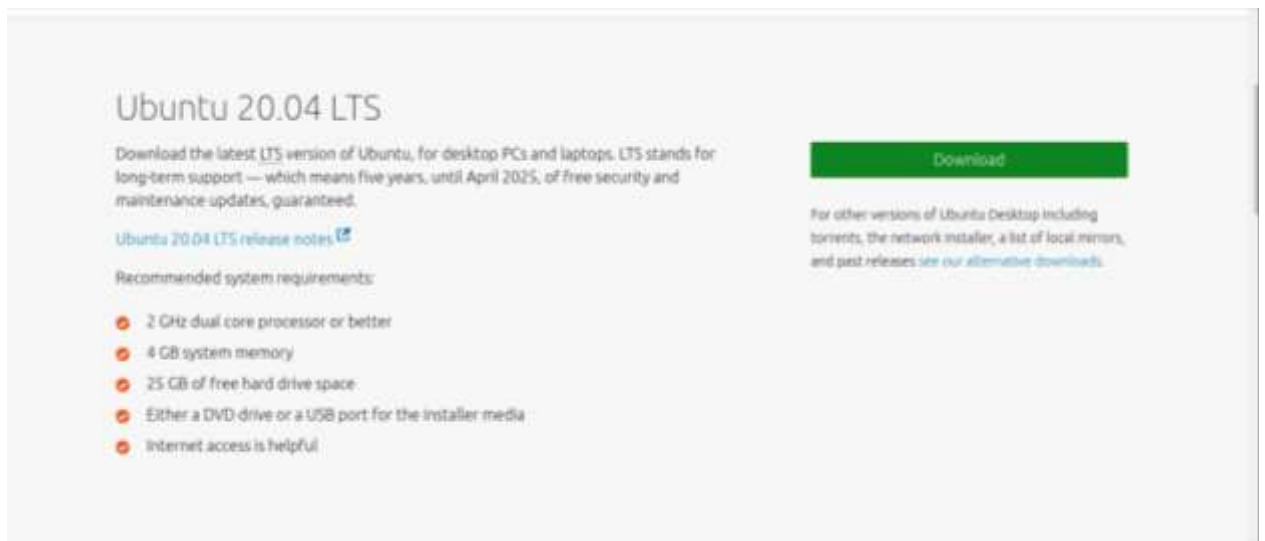 Ubuntu 20.04 LTS
Download the latest LTS version of Ubuntu, for desktop PCs and laptops. LTS stands for
long-term support — which means five years, until April 2025, of free security and
maintenance updates, guaranteed.
Ubuntu 20.04 LTS release notes
Recommended system requirements:
2 GHz dual core processor or better
4 GB system memory
25 GB of free hard drive space
Either a DVD drive or a USB port for the installer media
Internet access is helpful
Download
For other versions of Ubuntu Desktop including
torrents, the network installer, a list of local mirrors,
and past releases see our alternative downloads.